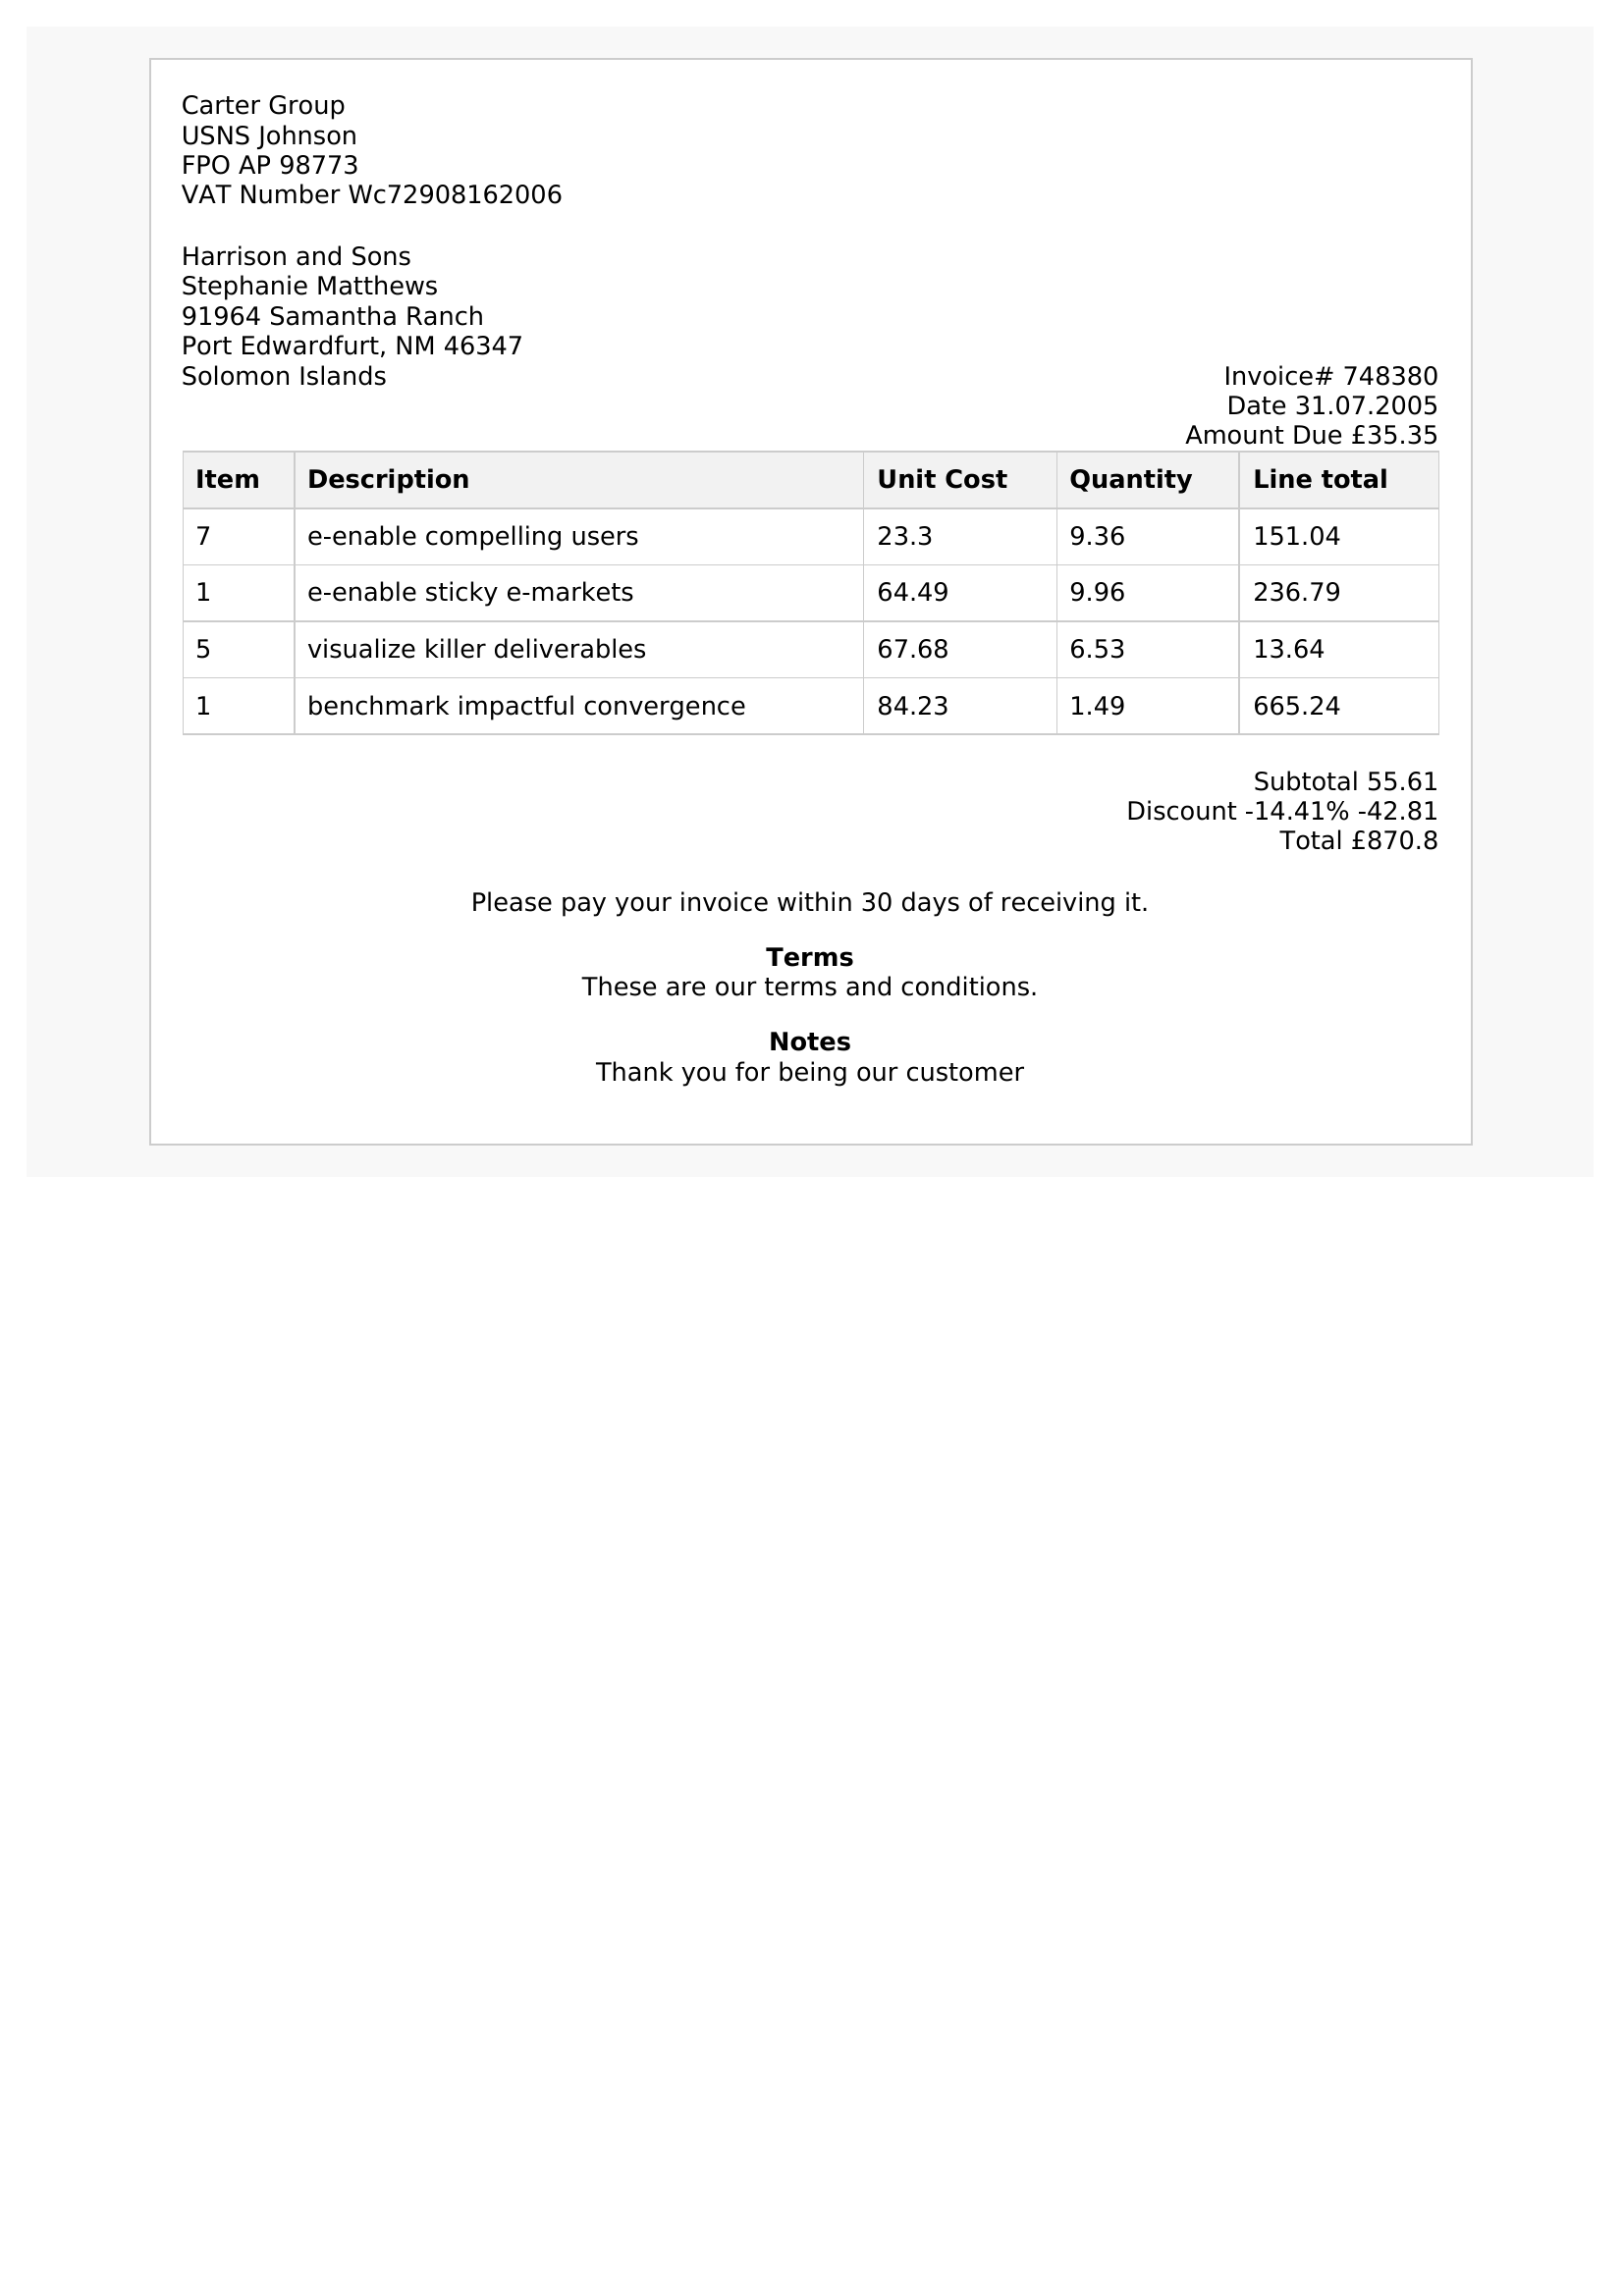 Carter Group
USNS Johnson
FPO AP 98773
VAT Number Wc72908162006
Harrison and Sons
Stephanie Matthews
91964 Samantha Ranch
Port Edwardfurt, NM 46347
Solomon Islands
Invoice# 748380
Date 31.07.2005
Amount Due £35.35
Item Description Unit Cost Quantity Line total
7 e-enable compelling users 23.3 9.36 151.04
1 e-enable sticky e-markets 64.49 9.96 236.79
5 visualize killer deliverables 67.68 6.53 13.64
1 benchmark impactful convergence 84.23 1.49 665.24
Subtotal 55.61
Discount -14.41% -42.81
Total £870.8
Please pay your invoice within 30 days of receiving it.
Terms
These are our terms and conditions.
Notes
Thank you for being our customer